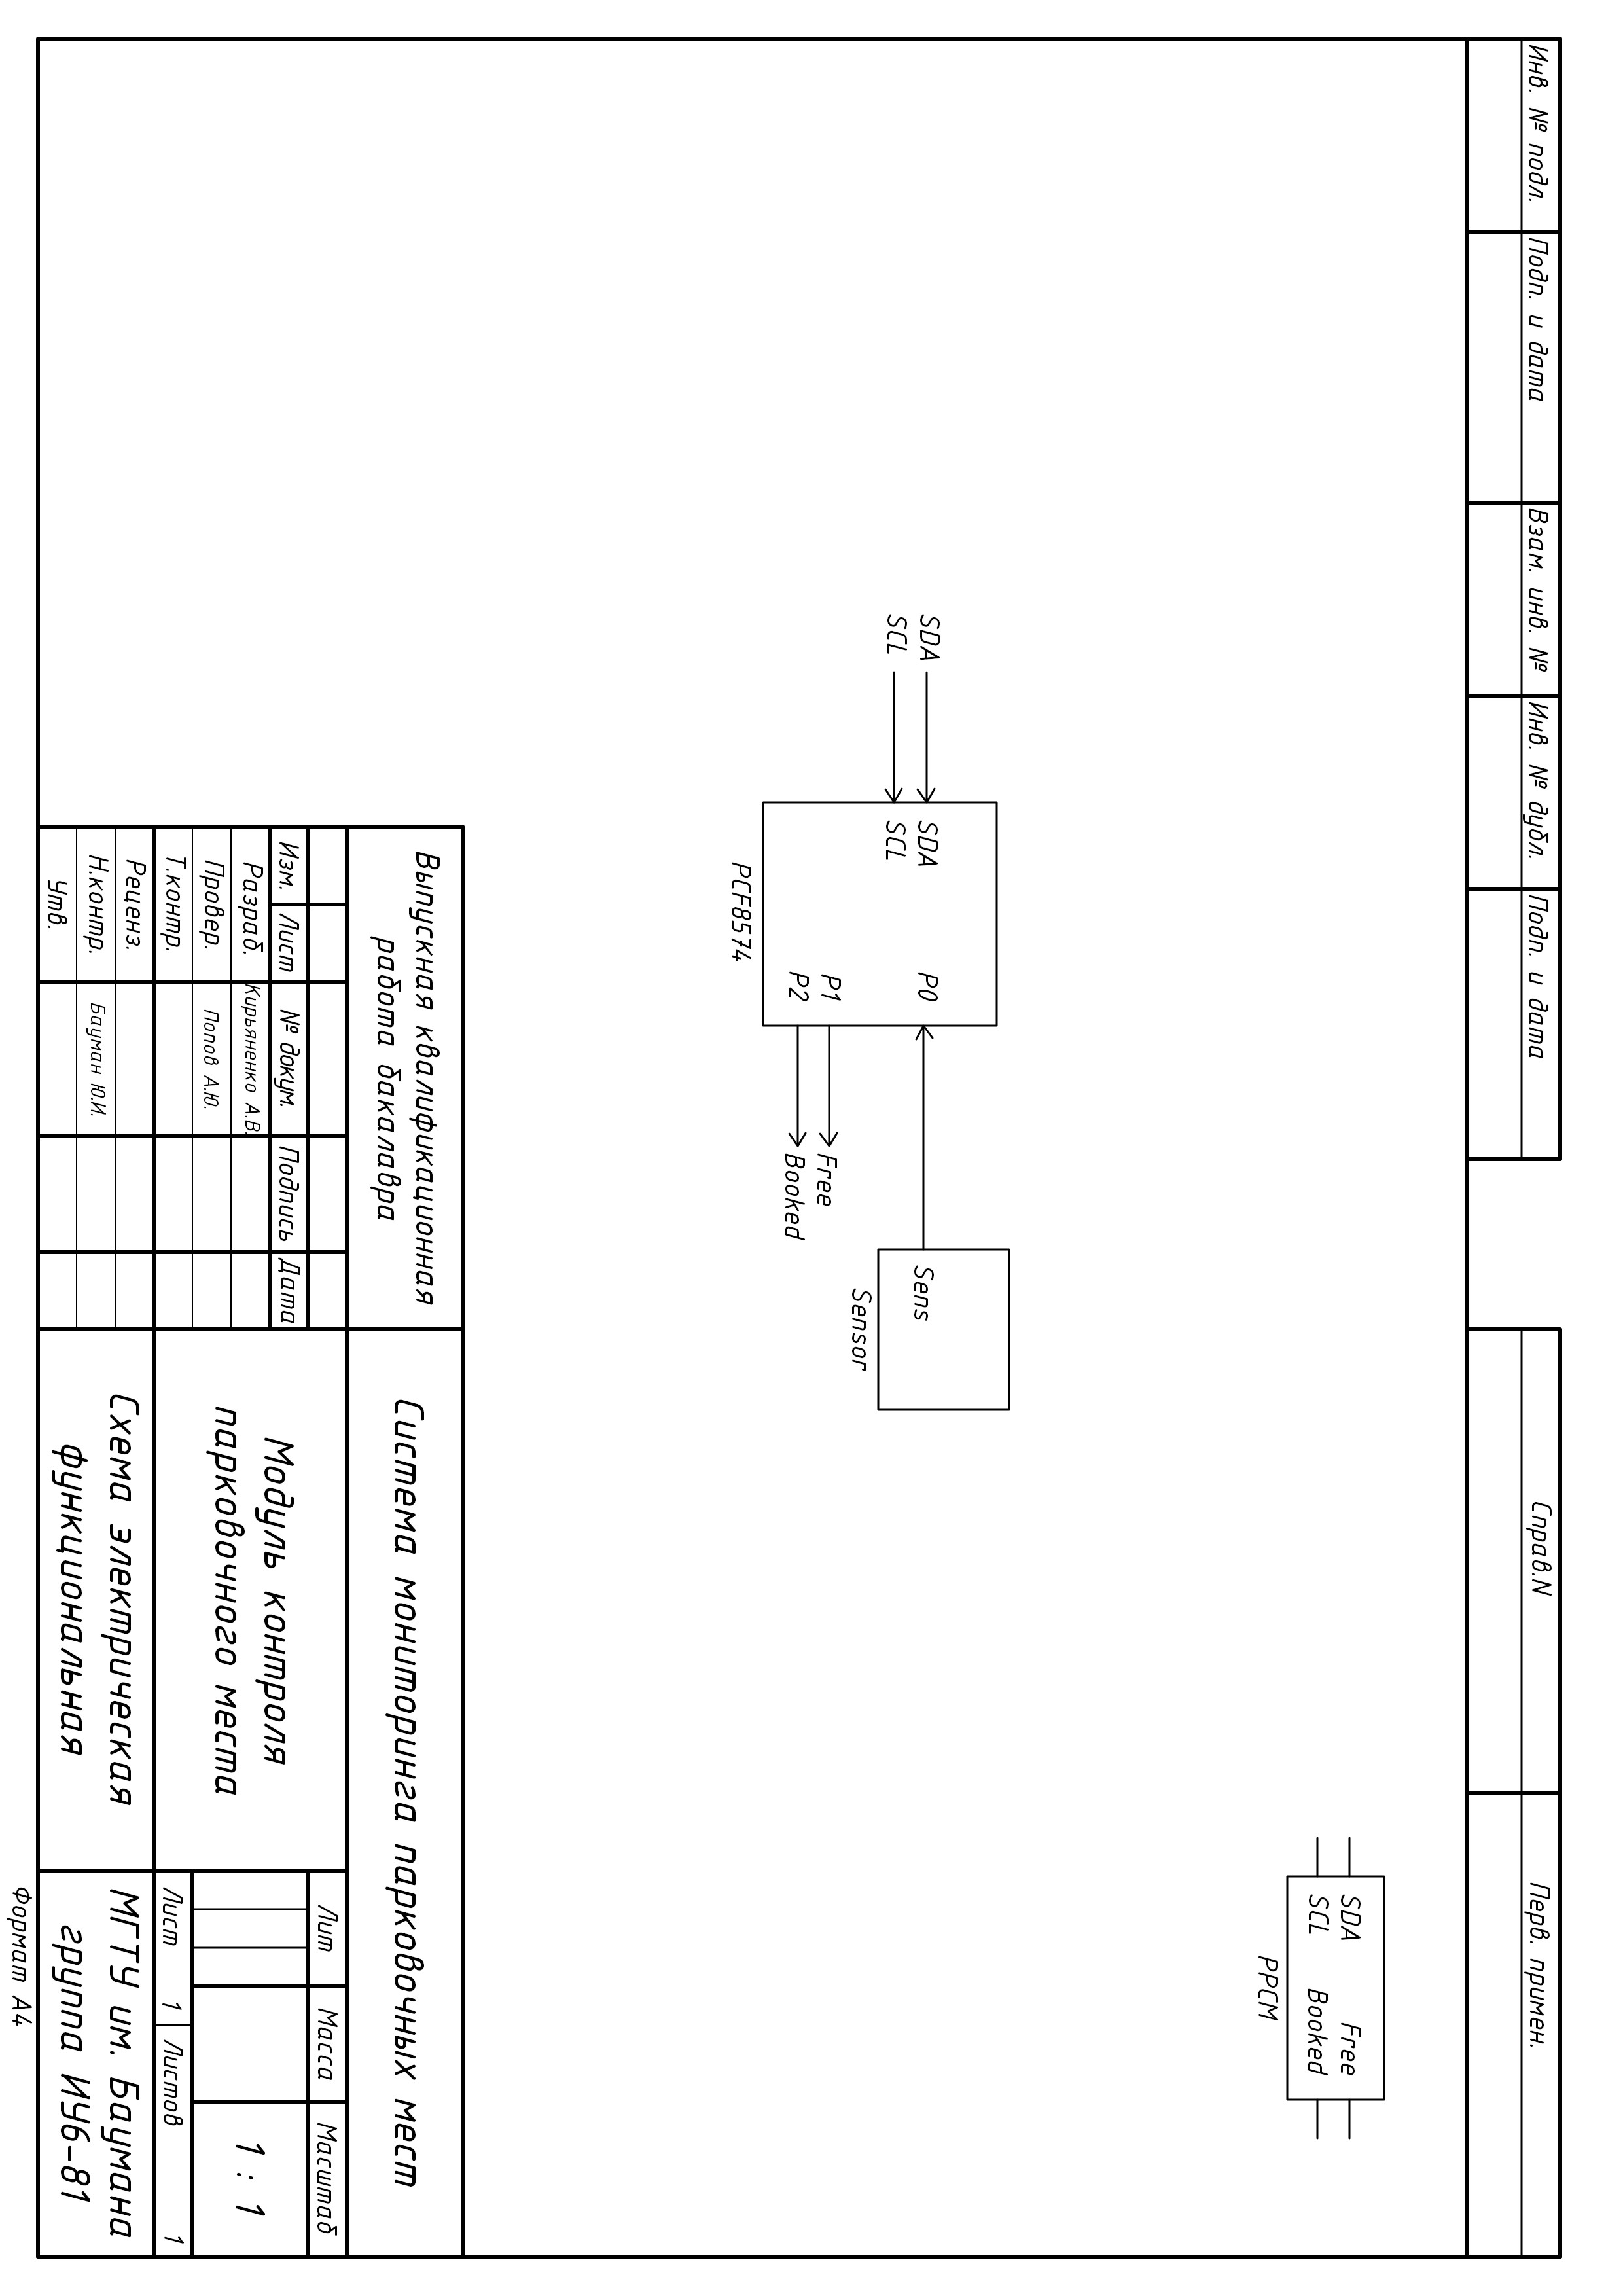 Перв. примен.
Справ.N
Подп. и дата
Инв. № дубл.
Взам. инв. №
Подп. и дата
Инв. № подл.
SDA
SCL
Free
Booked
PPCM
SDA
SCL
SDA
SCL
P0
P1
P2
PCF8574
Free
Booked
Sens
Sensor
Выпускная квалификационная
работа бакалавра
Система мониторинга парковочных мест
Изм.
Лист
№ докум.
Подпись
Дата
Разраб.
Кирьяненко А.В.
Провер.
Попов А.Ю.
Т.контр.
Реценз.
Н.контр.
Бауман Ю.И.
Утв.
Модуль контроля
парковочного места
Лит
Масса
Масштаб
1 : 1
Лист 1
Листов 1
Схема электрическая
функциональная
МГТУ им. Баумана
группа ИУ6-81
Формат А4